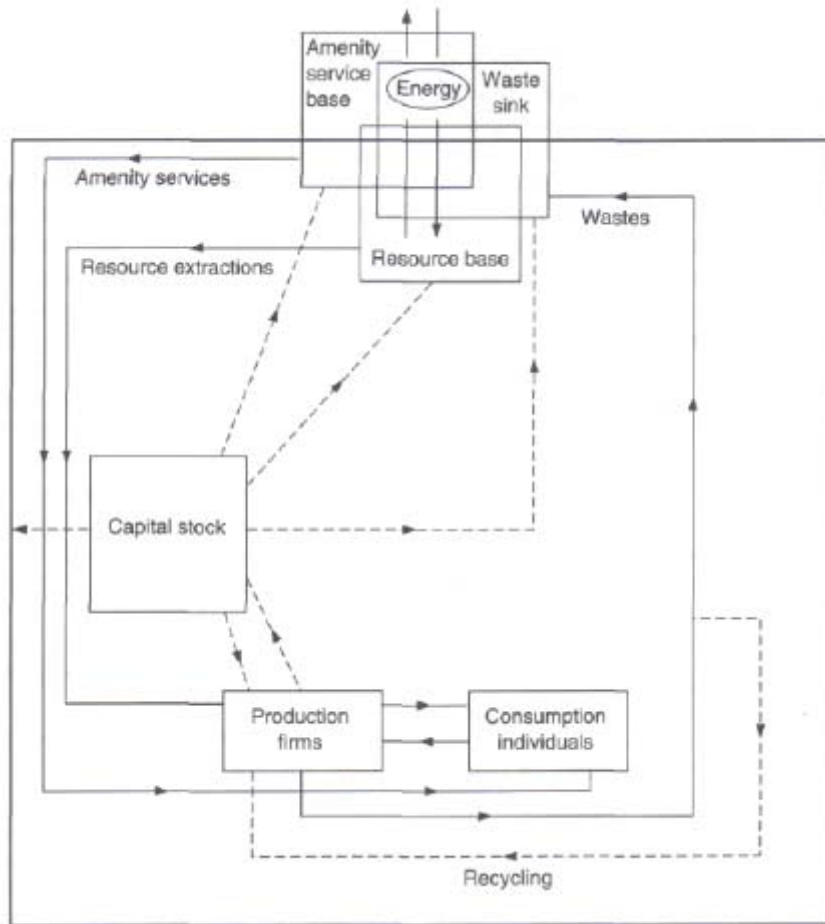 Amenity
service
base
Energy
Waste
sink
Amenity services
Wastes
Resource extractions
Resource base
Capital stock
Production
firms
Consumption
individuals
Recycling